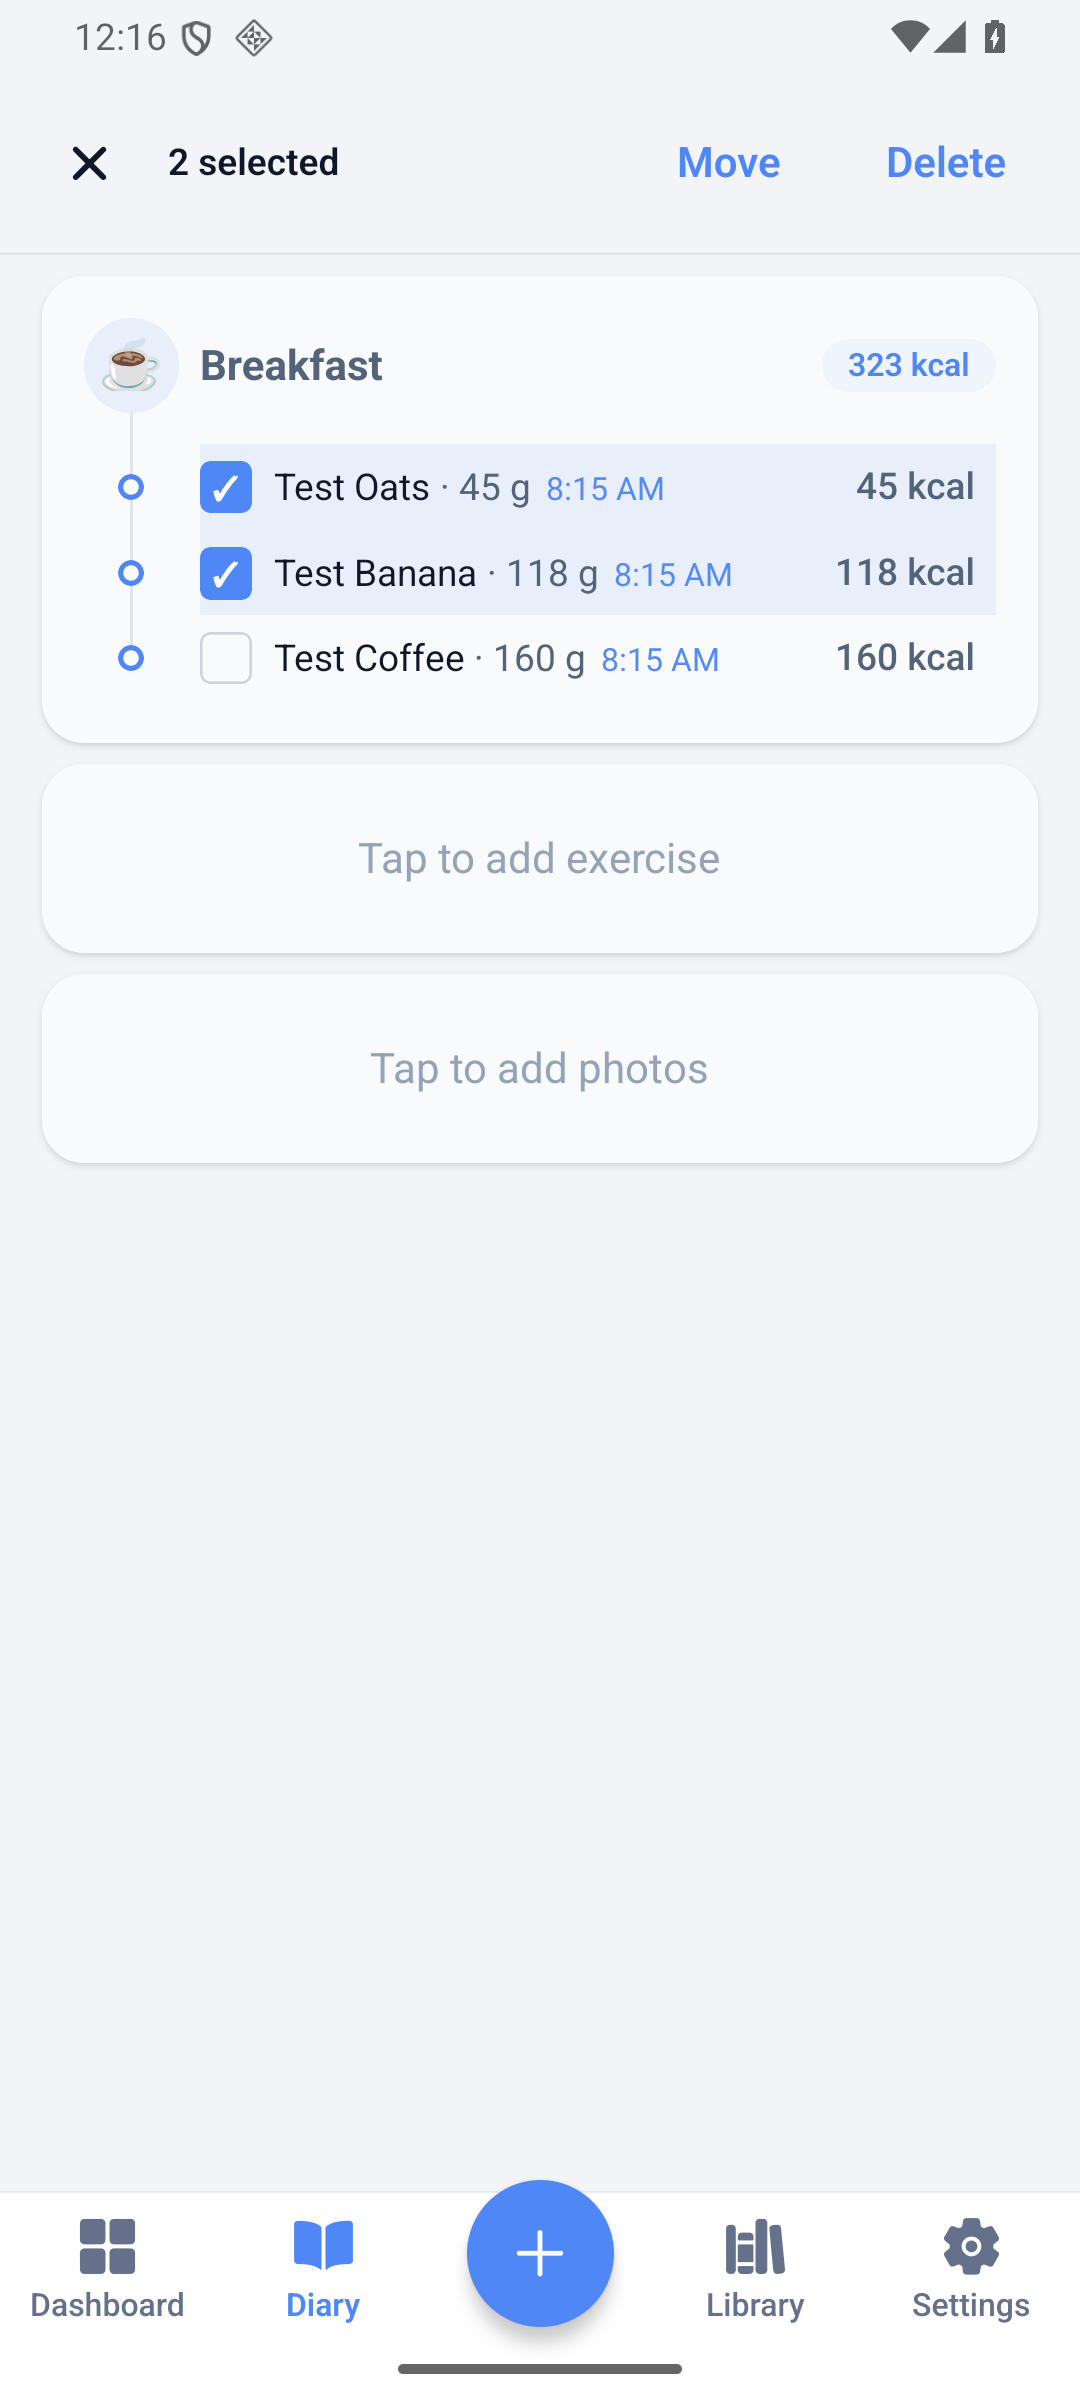 12:16
2 selected Move Delete
Breakfast 323 kcal
Test Oats · 45 g 8:15 AM 45 kcal
Test Banana · 118 g 8:15 AM 118 kcal
Test Coffee · 160 g 8:15 AM 160 kcal
Tap to add exercise
Tap to add photos
Dashboard Diary Library Settings